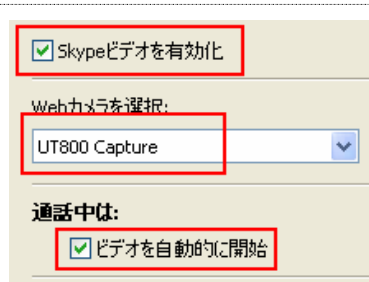 Skypeビデオを有効化
Webカメラを選択:
UT800 Capture
通話中は:
ビデオを自動的に開始